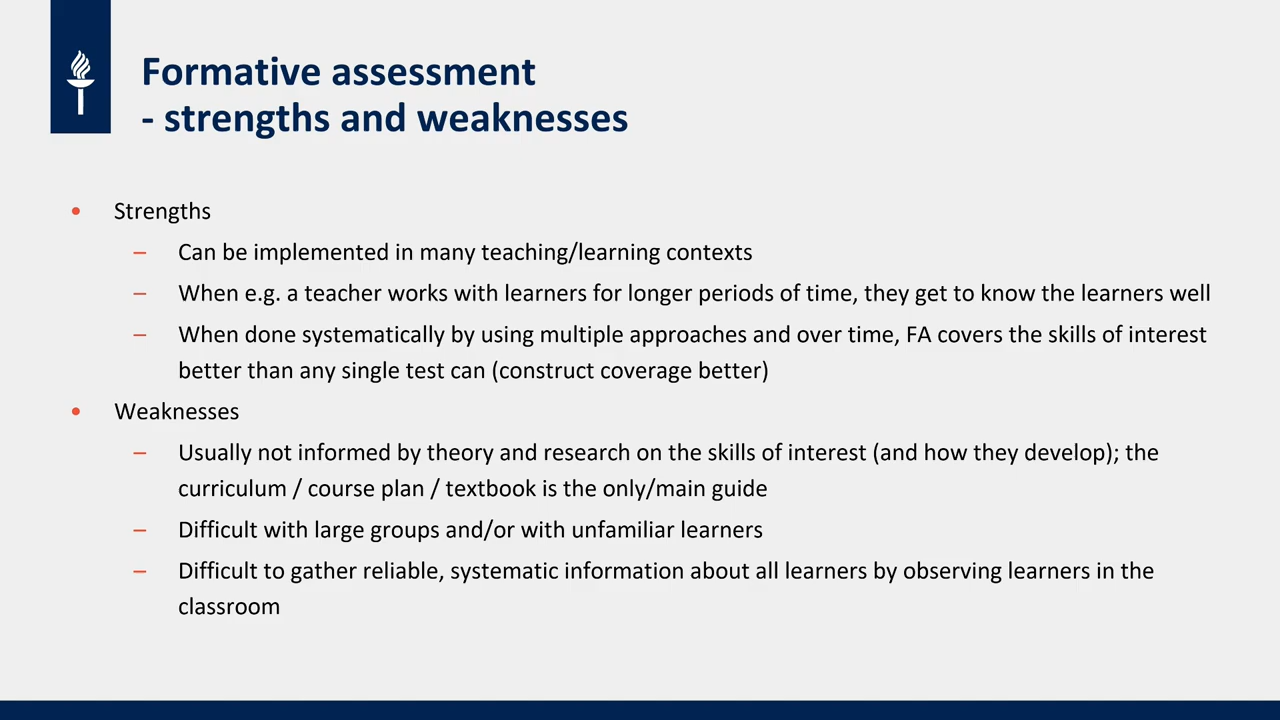 Formative assessment
- strengths and weaknesses
• Strengths
– Can be implemented in many teaching/learning contexts
– When e.g. a teacher works with learners for longer periods of time, they get to know the learners well
– When done systematically by using multiple approaches and over time, FA covers the skills of interest
better than any single test can (construct coverage better)
• Weaknesses
– Usually not informed by theory and research on the skills of interest (and how they develop); the
curriculum / course plan / textbook is the only/main guide
– Difficult with large groups and/or with unfamiliar learners
– Difficult to gather reliable, systematic information about all learners by observing learners in the
classroom